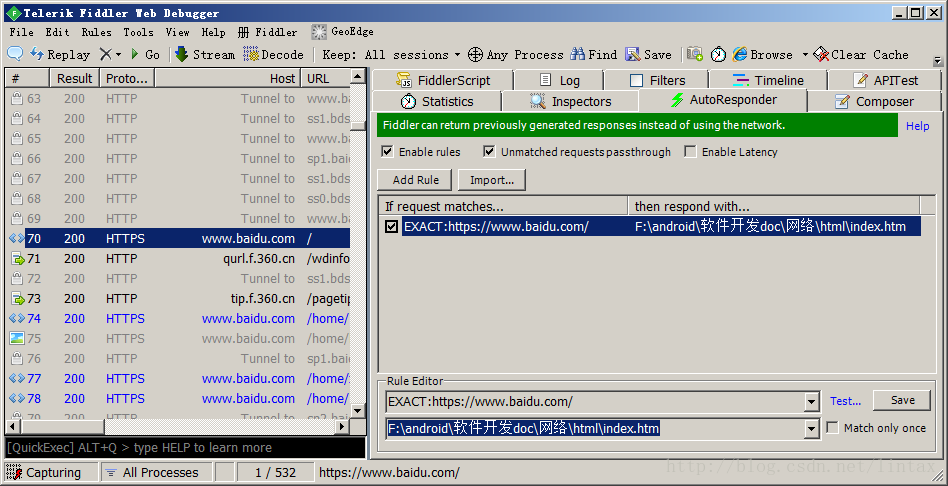 Telerik Fiddler Web Debugger
File Edit Rules Tools View Help Fiddler GeoEdge
Replay Go Stream Decode Keep: All sessions Any Process Find Save Browse Clear Cache
# Result Proto... Host URL
63 200 HTTP Tunnel to www.ba
64 200 HTTP Tunnel to ss1.bds
65 200 HTTP Tunnel to www.ba
66 200 HTTP Tunnel to sp1.baid
67 200 HTTP Tunnel to ss1.bds
68 200 HTTP Tunnel to ss0.bds
69 200 HTTP Tunnel to www.ba
70 200 HTTPS www.baidu.com /
71 200 HTTP qurl.f.360.cn /wdinfo
72 200 HTTP Tunnel to ss1.bds
73 200 HTTP tip.f.360.cn /pagetip
74 200 HTTPS www.baidu.com /home/
75 200 HTTPS www.baidu.com /home/
76 200 HTTP Tunnel to sp1.baid
77 200 HTTPS www.baidu.com /home/
78 200 HTTPS www.baidu.com /home/
79 200 HTTP Tunnel to sp2.bai
[QuickExec] ALT+Q > type HELP to learn more
FiddlerScript Log Filters Timeline APITest
Statistics Inspectors AutoResponder Composer
Fiddler can return previously generated responses instead of using the network. Help
Enable rules Unmatched requests passthrough Enable Latency
Add Rule Import...
If request matches... then respond with...
EXACT:https://www.baidu.com/ F:\android\软件开发doc\网络\html\index.htm
Rule Editor
EXACT:https://www.baidu.com/ Test... Save
F:\android\软件开发doc\网络\html\index.htm Match only once
Capturing All Processes 1 / 532 https://www.baidu.com/
http://blog.csdn.net/lintax